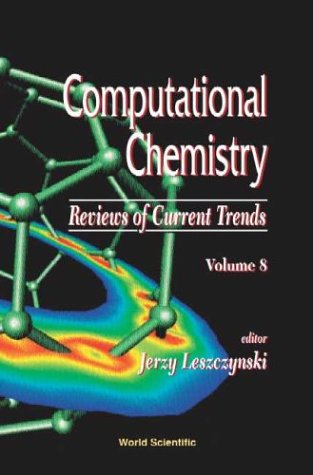 Computational
Chemistry
Reviews of Current Trends
Volume 8
editor
Jerzy Leszczynski
World Scientific